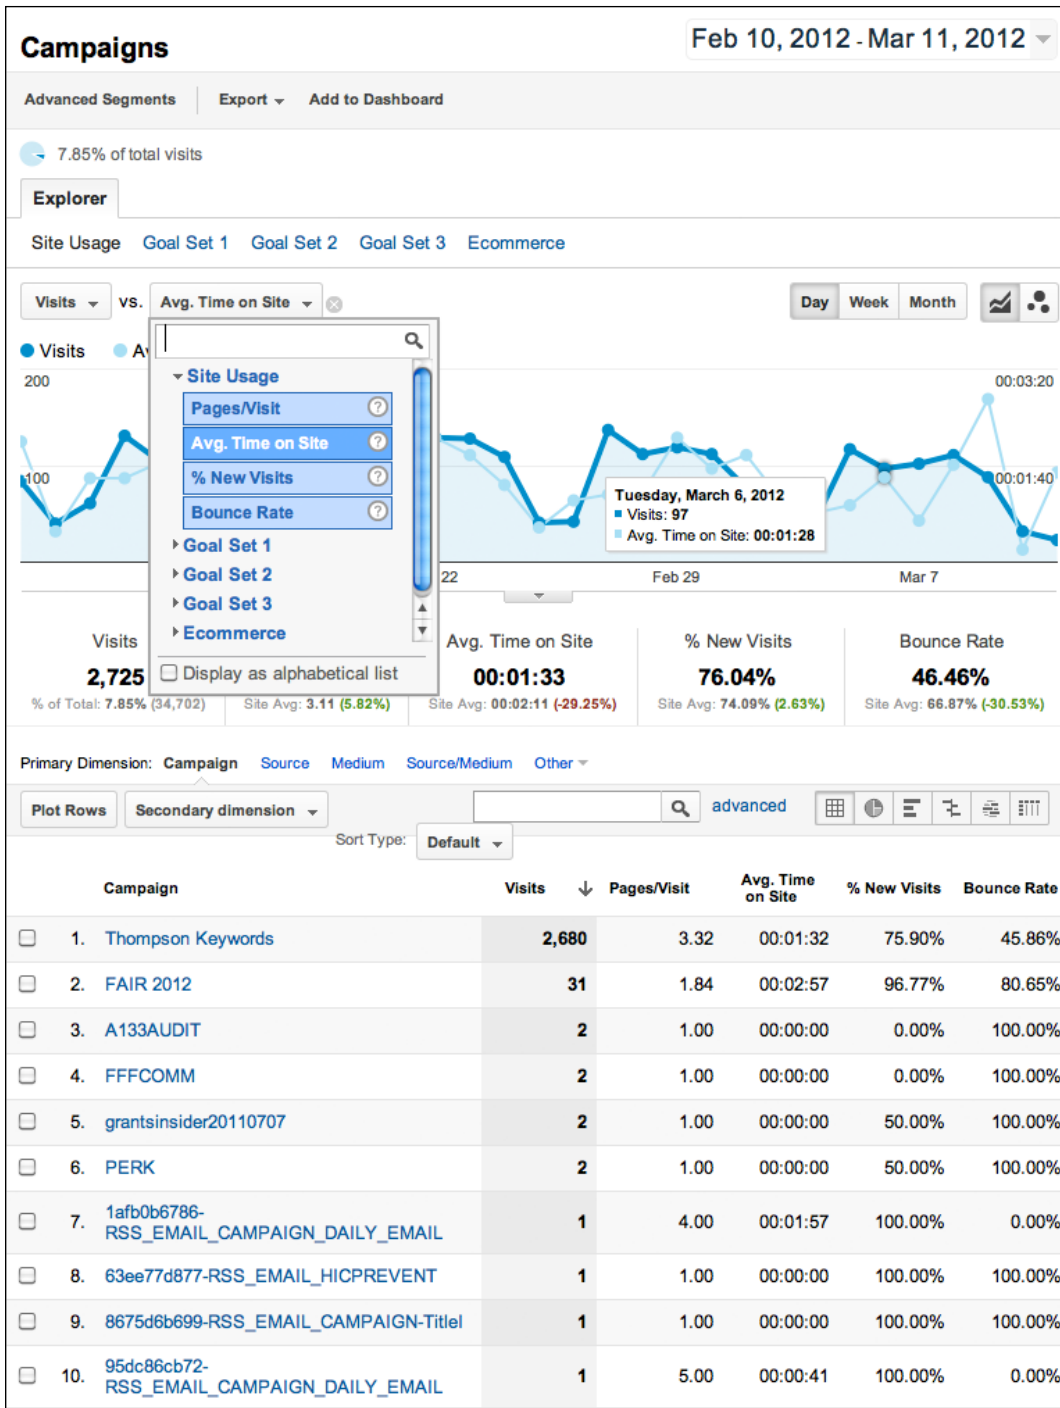 Campaigns
Feb 10, 2012 - Mar 11, 2012
Advanced Segments Export Add to Dashboard
7.85% of total visits
Explorer
Site Usage Goal Set 1 Goal Set 2 Goal Set 3 Ecommerce
Visits vs. Avg. Time on Site Day Week Month
Visits
200 00:03:20
Site Usage
Pages/Visit ?
Avg. Time on Site ?
% New Visits ?
Bounce Rate ?
Goal Set 1
Goal Set 2
Goal Set 3
Ecommerce
Display as alphabetical list
100 00:01:40
Tuesday, March 6, 2012
Visits: 97
Avg. Time on Site: 00:01:28
22 Feb 29 Mar 7
Visits Avg. Time on Site % New Visits Bounce Rate
2,725 00:01:33 76.04% 46.46%
% of Total: 7.85% (34,702) Site Avg: 3.11 (5.82%) Site Avg: 00:02:11 (-29.25%) Site Avg: 74.09% (2.63%) Site Avg: 66.87% (-30.53%)
Primary Dimension: Campaign Source Medium Source/Medium Other
Plot Rows Secondary dimension advanced
Sort Type: Default
Campaign Visits Pages/Visit Avg. Time on Site % New Visits Bounce Rate
1. Thompson Keywords 2,680 3.32 00:01:32 75.90% 45.86%
2. FAIR 2012 31 1.84 00:02:57 96.77% 80.65%
3. A133AUDIT 2 1.00 00:00:00 0.00% 100.00%
4. FFFCOMM 2 1.00 00:00:00 0.00% 100.00%
5. grantsinsider20110707 2 1.00 00:00:00 50.00% 100.00%
6. PERK 2 1.00 00:00:00 50.00% 100.00%
7. 1afb0b6786-
RSS_EMAIL_CAMPAIGN_DAILY_EMAIL 1 4.00 00:01:57 100.00% 0.00%
8. 63ee77d877-RSS_EMAIL_HICPREVENT 1 1.00 00:00:00 100.00% 100.00%
9. 8675d6b699-RSS_EMAIL_CAMPAIGN-TitleI 1 1.00 00:00:00 100.00% 100.00%
10. 95dc86cb72-
RSS_EMAIL_CAMPAIGN_DAILY_EMAIL 1 5.00 00:00:41 100.00% 0.00%